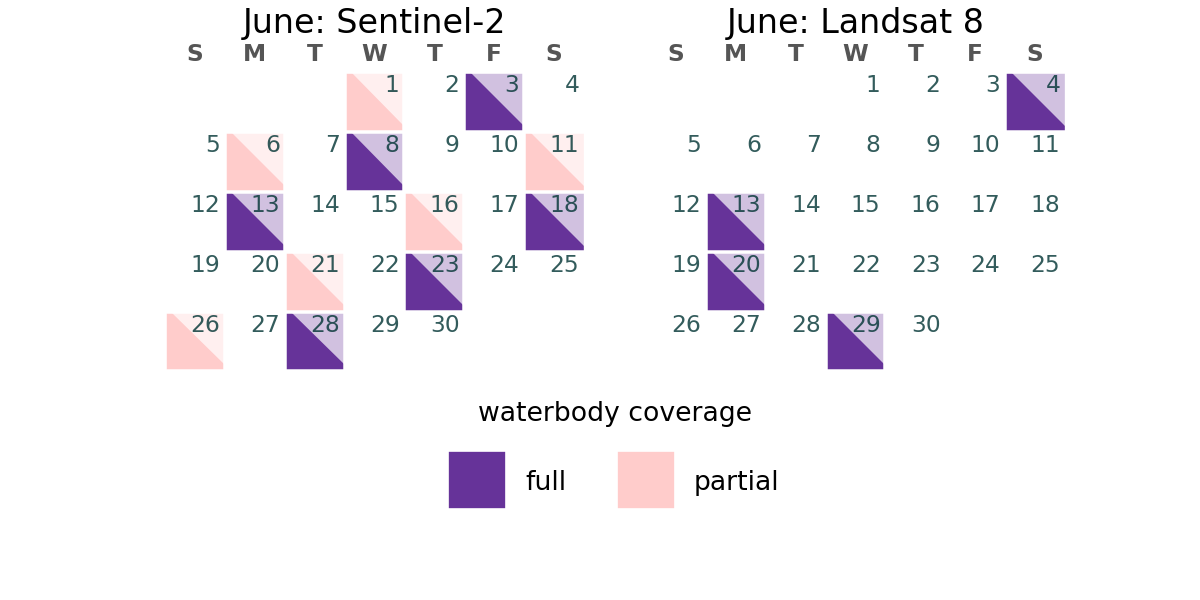 June: Sentinel-2
S M T W T F S
1 2 3 4
5 6 7 8 9 10 11
12 13 14 15 16 17 18
19 20 21 22 23 24 25
26 27 28 29 30
June: Landsat 8
S M T W T F S
1 2 3 4
5 6 7 8 9 10 11
12 13 14 15 16 17 18
19 20 21 22 23 24 25
26 27 28 29 30
waterbody coverage
full
partial